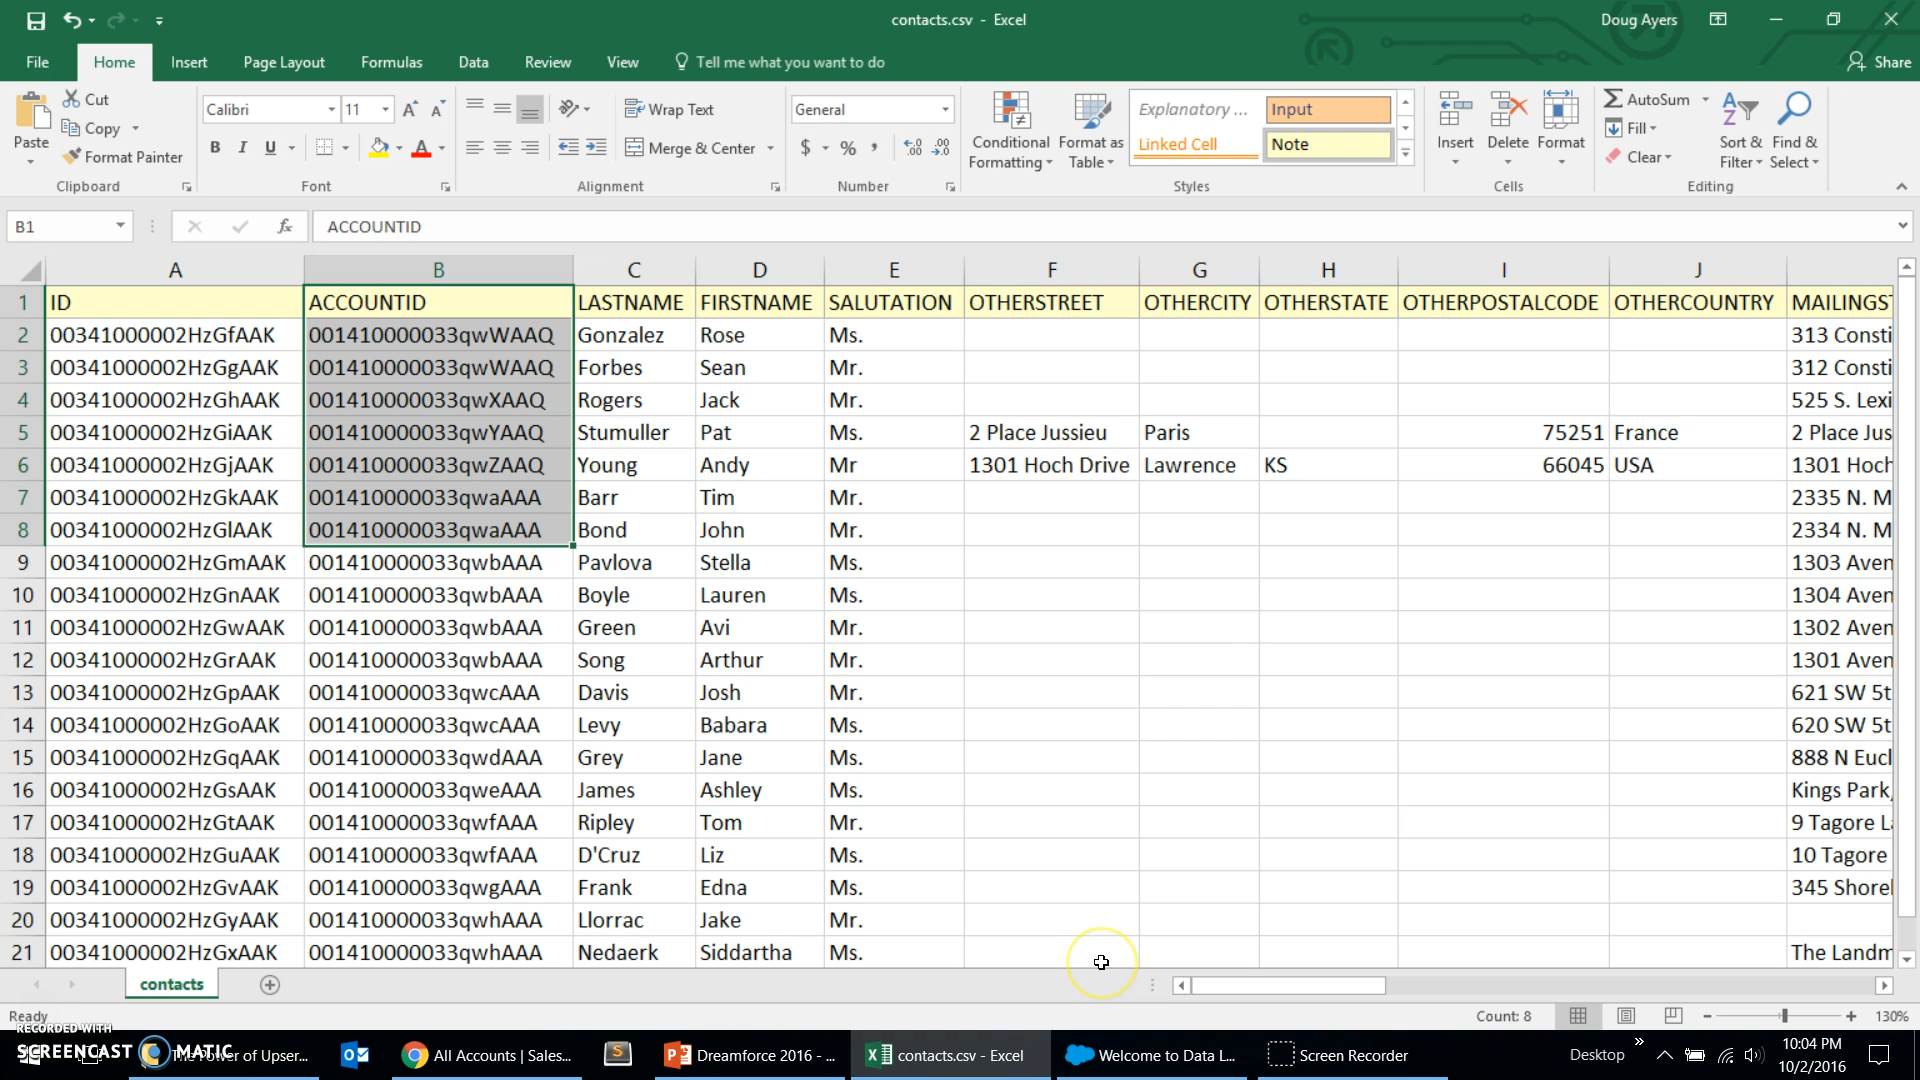 contacts.csv - Excel
Doug Ayers
File Home Insert Page Layout Formulas Data Review View Tell me what you want to do
Share
Paste
Cut
Copy
Format Painter
Clipboard
Calibri 11
B I U
Font
Wrap Text
Merge & Center
Alignment
General
$ % ,
Number
Conditional Formatting
Format as Table
Explanatory ... Input
Linked Cell Note
Styles
Insert Delete Format
Cells
AutoSum
Fill
Clear
Sort & Filter
Find & Select
Editing
B1 fx ACCOUNTID
A B C D E F G H I J
1 ID ACCOUNTID LASTNAME FIRSTNAME SALUTATION OTHERSTREET OTHERCITY OTHERSTATE OTHERPOSTALCODE OTHERCOUNTRY MAILINGST
2 00341000002HzGfAAK 001410000033qwWAAQ Gonzalez Rose Ms. 313 Consti
3 00341000002HzGgAAK 001410000033qwWAAQ Forbes Sean Mr. 312 Consti
4 00341000002HzGhAAK 001410000033qwXAAQ Rogers Jack Mr. 525 S. Lexi
5 00341000002HzGiAAK 001410000033qwYAAQ Stumuller Pat Ms. 2 Place Jussieu Paris 75251 France 2 Place Jus
6 00341000002HzGjAAK 001410000033qwZAAQ Young Andy Mr 1301 Hoch Drive Lawrence KS 66045 USA 1301 Hoch
7 00341000002HzGkAAK 001410000033qwaAAA Barr Tim Mr. 2335 N. M
8 00341000002HzGlAAK 001410000033qwaAAA Bond John Mr. 2334 N. M
9 00341000002HzGmAAK 001410000033qwbAAA Pavlova Stella Ms. 1303 Aven
10 00341000002HzGnAAK 001410000033qwbAAA Boyle Lauren Ms. 1304 Aven
11 00341000002HzGwAAK 001410000033qwbAAA Green Avi Mr. 1302 Aven
12 00341000002HzGrAAK 001410000033qwbAAA Song Arthur Mr. 1301 Aven
13 00341000002HzGpAAK 001410000033qwcAAA Davis Josh Mr. 621 SW 5t
14 00341000002HzGoAAK 001410000033qwcAAA Levy Babara Ms. 620 SW 5t
15 00341000002HzGqAAK 001410000033qwdAAA Grey Jane Ms. 888 N Eucl
16 00341000002HzGsAAK 001410000033qweAAA James Ashley Ms. Kings Park,
17 00341000002HzGtAAK 001410000033qwfAAA Ripley Tom Mr. 9 Tagore La
18 00341000002HzGuAAK 001410000033qwfAAA D'Cruz Liz Ms. 10 Tagore
19 00341000002HzGvAAK 001410000033qwgAAA Frank Edna Ms. 345 Shorel
20 00341000002HzGyAAK 001410000033qwhAAA Llorrac Jake Mr.
21 00341000002HzGxAAK 001410000033qwhAAA Nedaerk Siddartha Ms. The Landm
contacts
Ready Count: 8 130%
RECORDED WITH
SCREENCAST MATIC
The Power of Upser... All Accounts | Sales... Dreamforce 2016 - ... contacts.csv - Excel Welcome to Data L... Screen Recorder Desktop
10:04 PM
10/2/2016